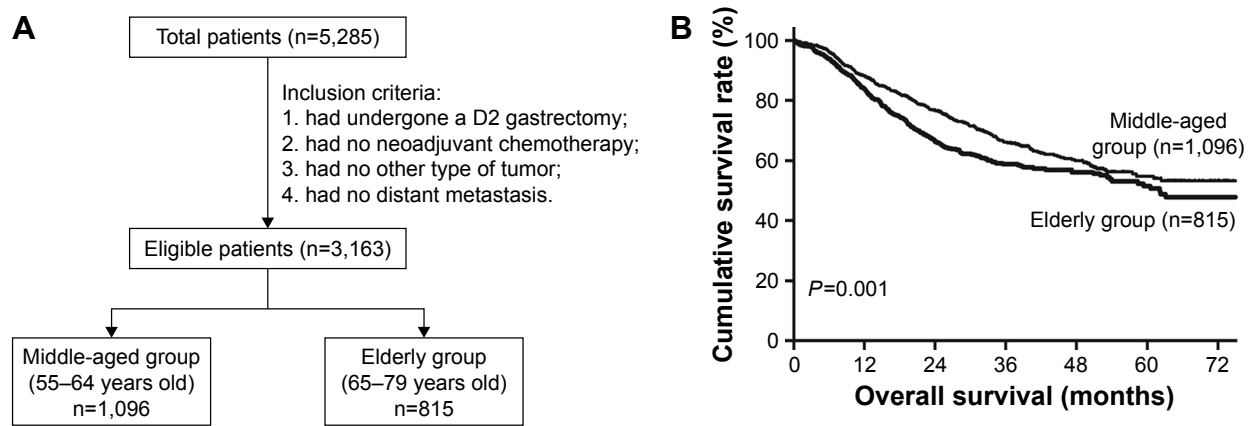 A
Total patients (n=5,285)
Inclusion criteria:
1. had undergone a D2 gastrectomy;
2. had no neoadjuvant chemotherapy;
3. had no other type of tumor;
4. had no distant metastasis.
Eligible patients (n=3,163)
Middle-aged group
(55–64 years old)
n=1,096
Elderly group
(65–79 years old)
n=815
B
Cumulative survival rate (%)
100
80
60
40
20
0
Middle-aged
group (n=1,096)
Elderly group (n=815)
P=0.001
0 12 24 36 48 60 72
Overall survival (months)